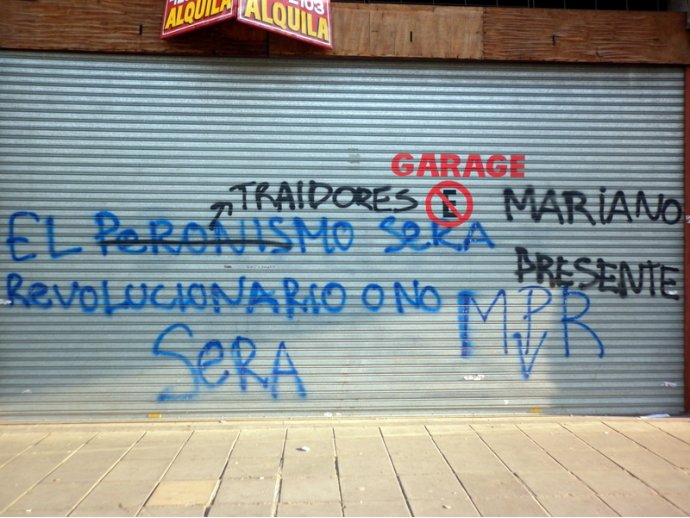 ALQUILA
ALQUILA
GARAGE
E
TRAIDORES
MARIANO
PRESENTE
EL PERONISMO SERA
REVOLUCIONARIO O NO
SERA
MPR